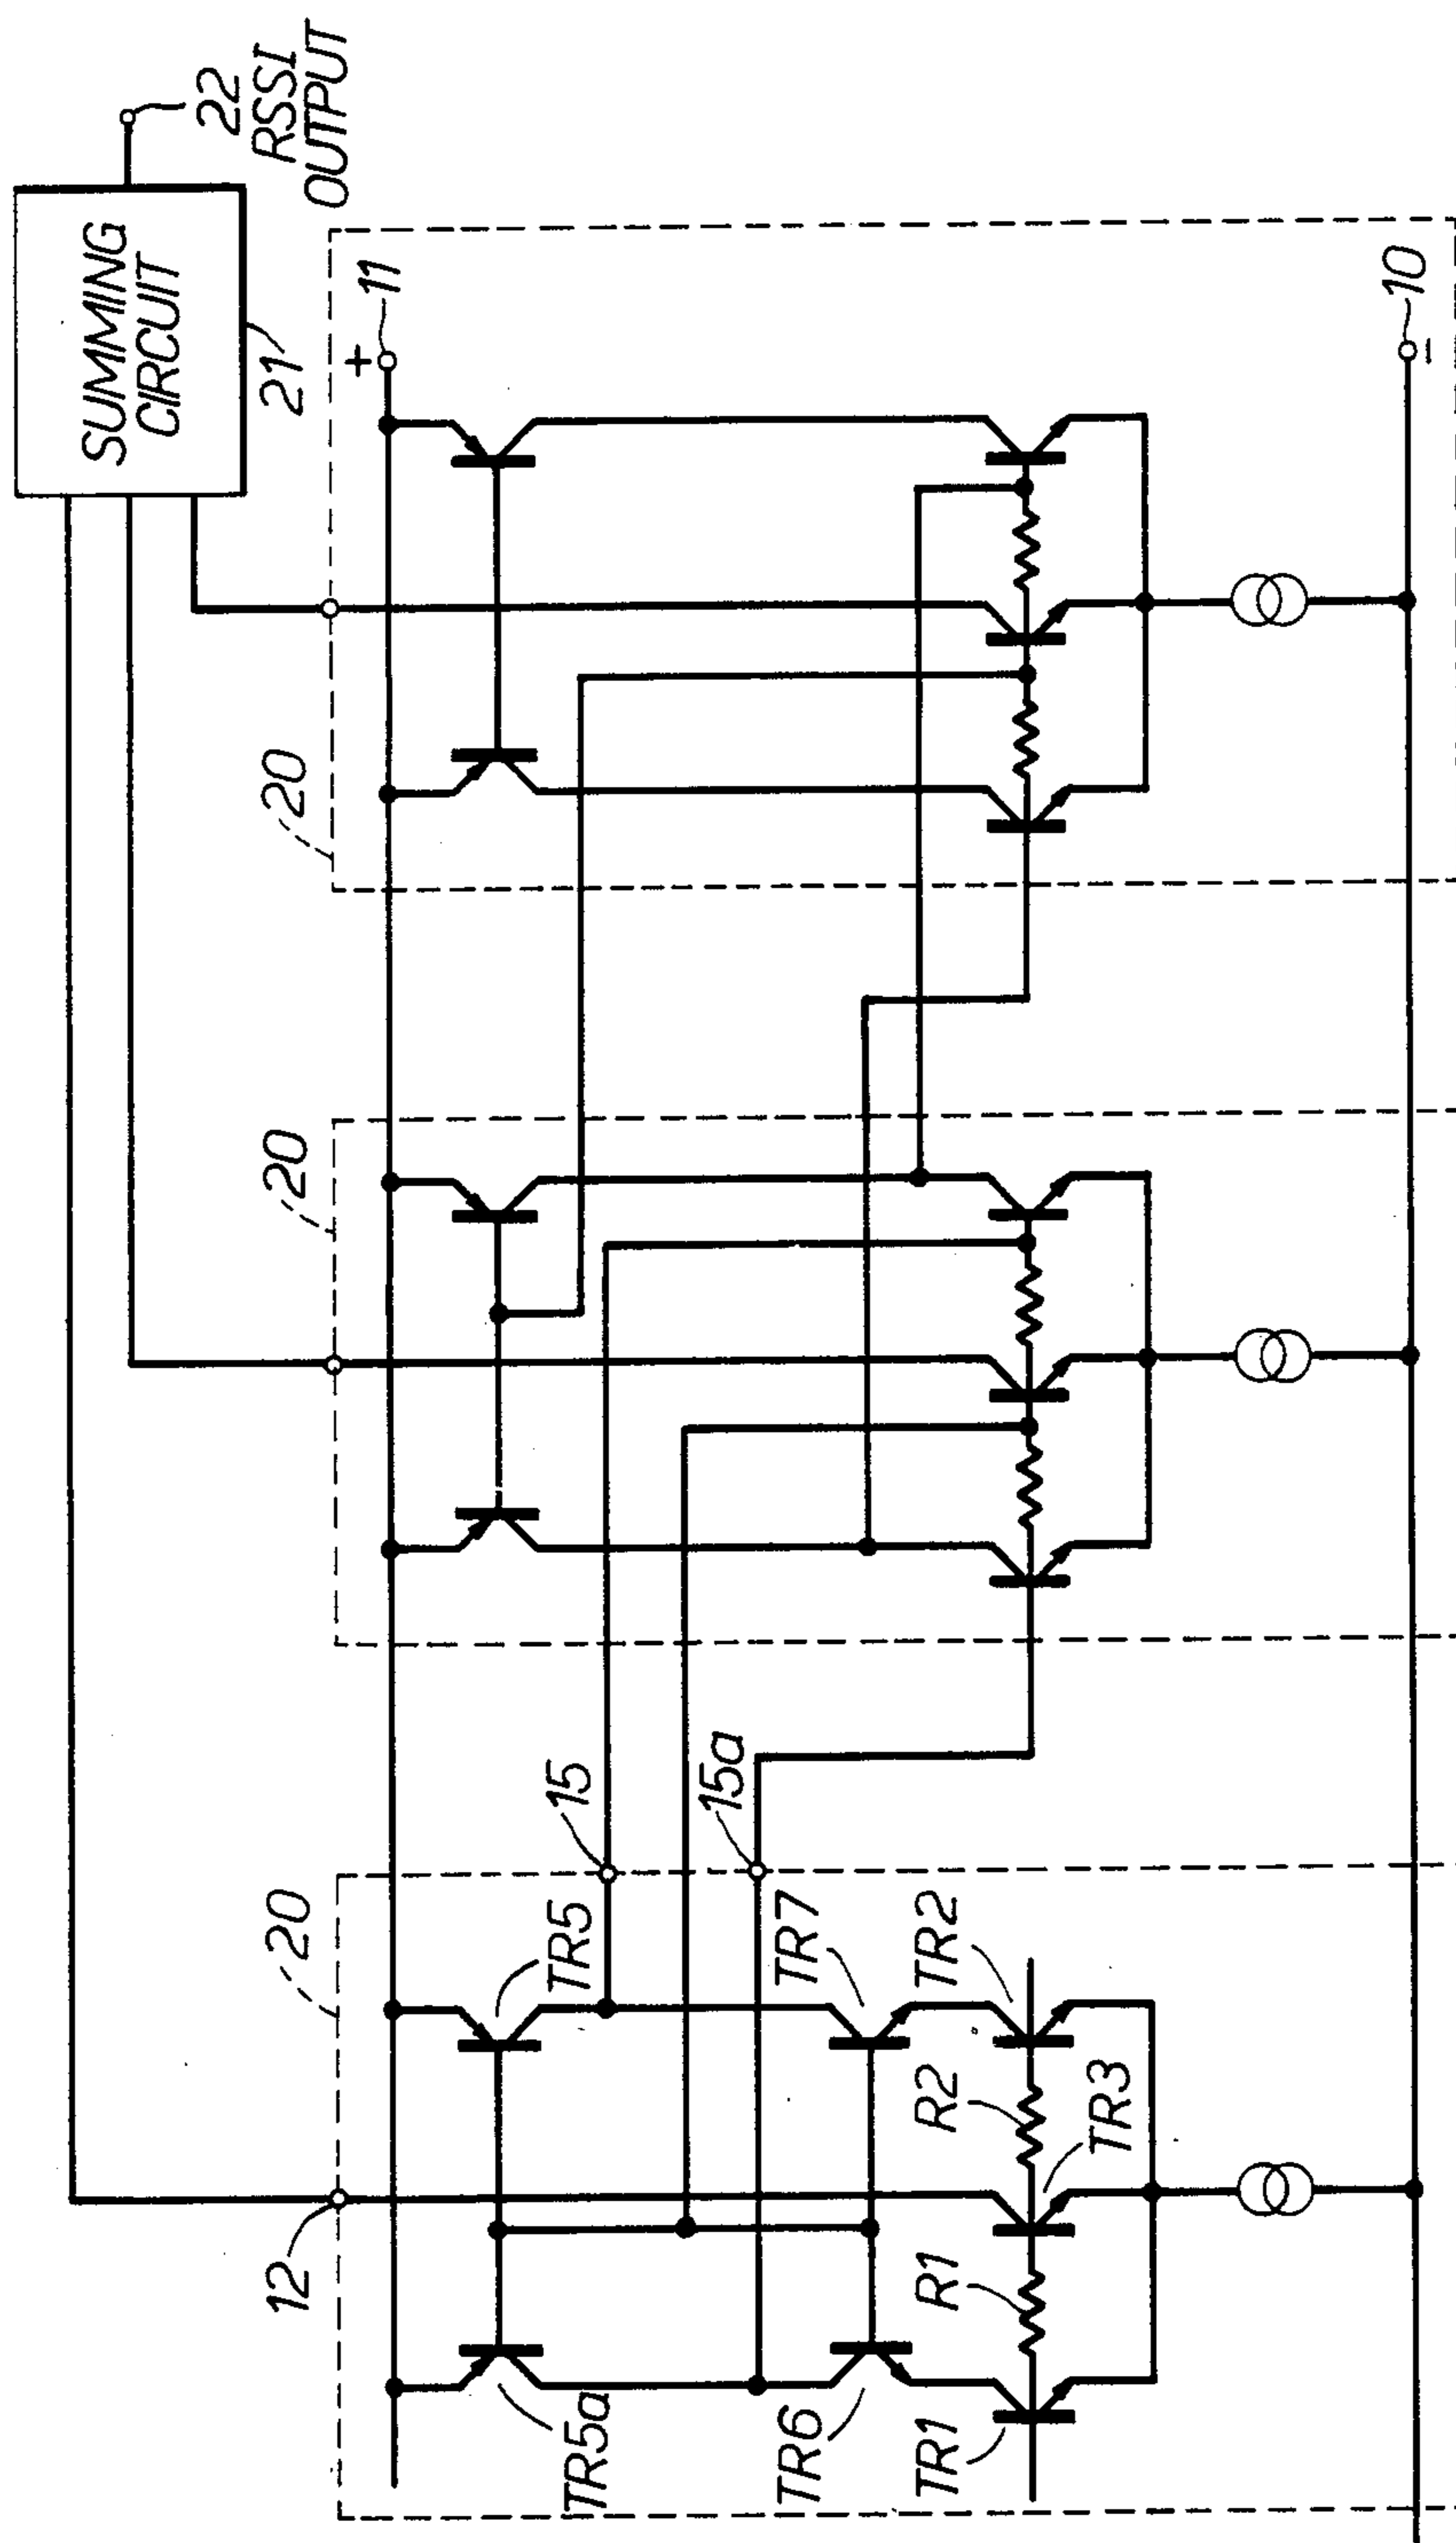 SUMMING
CIRCUIT
21
22
RSSI
OUTPUT
20
+
11
10
-
20
20
15
15a
12
TR5
TR5a
TR7
TR6
TR2
R2
TR3
R1
TR1